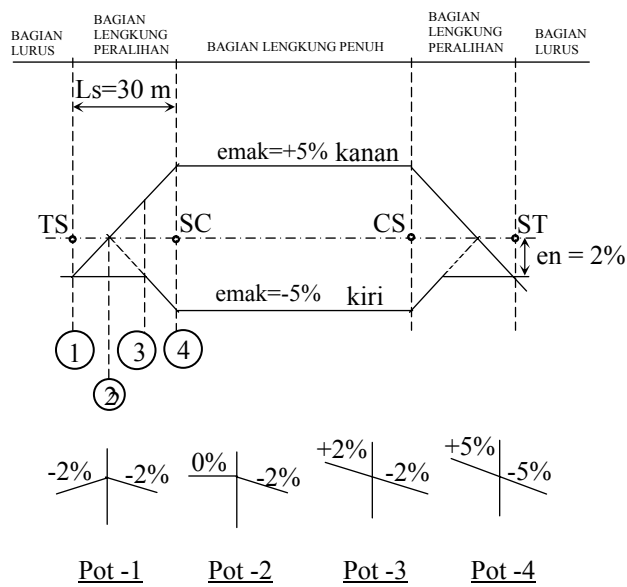 BAGIAN
LURUS
BAGIAN
LENGKUNG
PERALIHAN
BAGIAN LENGKUNG PENUH
BAGIAN
LENGKUNG
PERALIHAN
BAGIAN
LURUS
Ls=30 m
emak=+5% kanan
TS
SC
CS
ST
en = 2%
emak=-5% kiri
1
2
3
4
-2% -2%
0% -2%
+2% -2%
+5% -5%
Pot -1
Pot -2
Pot -3
Pot -4